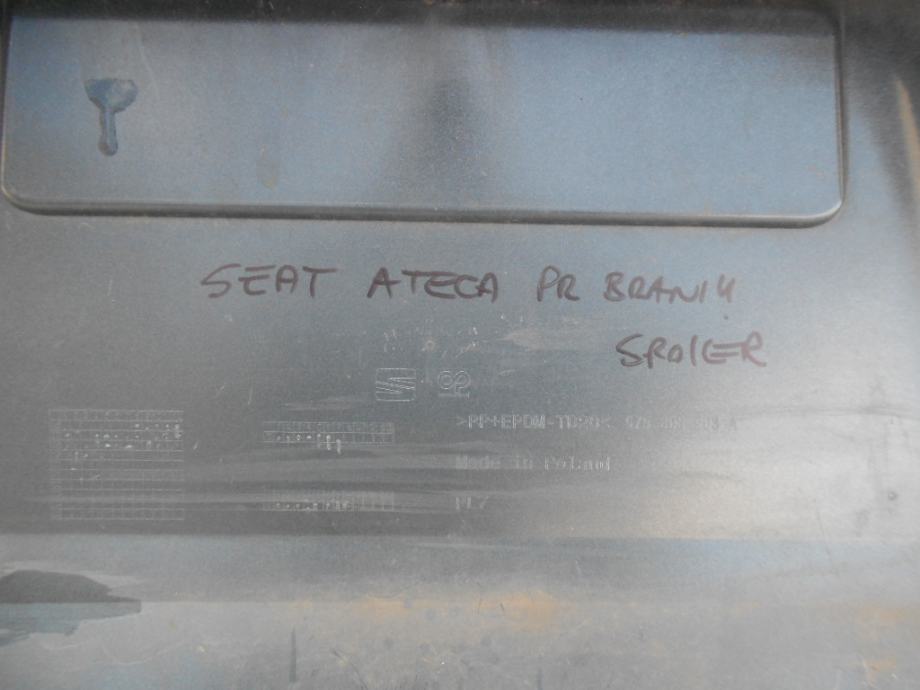 SEAT ATECA PR BRANIK
SPOILER
>PP+EPDM-TD20<
Made in Poland